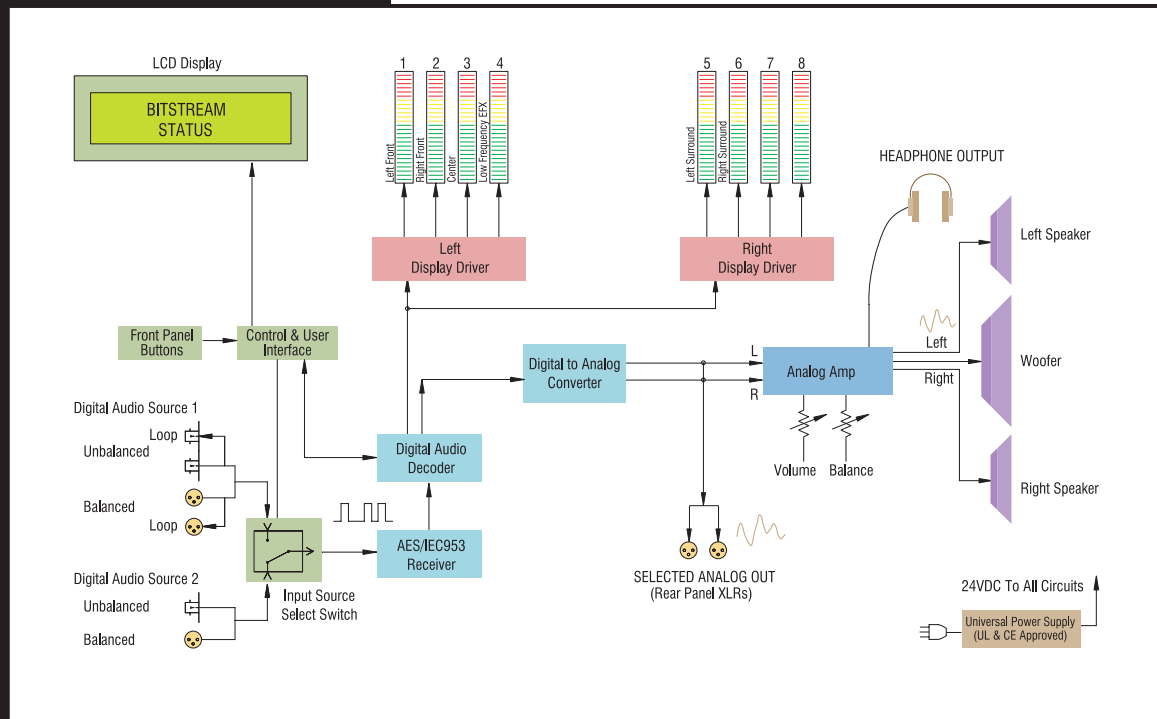 LCD Display
BITSTREAM
STATUS
1
2
3
4
Left Front
Right Front
Center
Low Frequency EFX
5
6
7
8
Left Surround
Right Surround
HEADPHONE OUTPUT
Left
Display Driver
Right
Display Driver
Left Speaker
Front Panel
Buttons
Control & User
Interface
Digital to Analog
Converter
L
R
Analog Amp
Left
Right
Woofer
Volume
Balance
Right Speaker
Digital Audio Source 1
Loop
Unbalanced
Balanced
Loop
Digital Audio
Decoder
AES/IEC953
Receiver
Digital Audio Source 2
Unbalanced
Balanced
Input Source
Select Switch
SELECTED ANALOG OUT
(Rear Panel XLRs)
24VDC To All Circuits
Universal Power Supply
(UL & CE Approved)